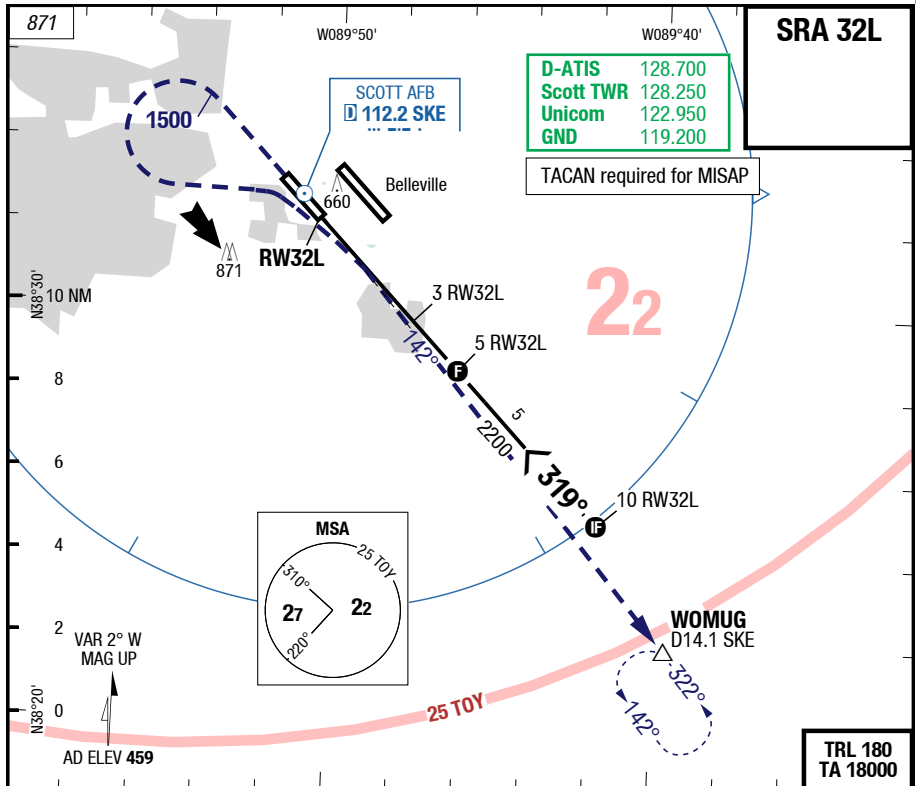 871
W089°50'
W089°40'
SRA 32L
SCOTT AFB
D 112.2 SKE
D-ATIS 128.700
Scott TWR 128.250
Unicom 122.950
GND 119.200
TACAN required for MISAP
1500
Belleville
660
RW32L
871
N38°30'
10 NM
3 RW32L
22
142°
5 RW32L
F
8
5
2200
6
319°
10 RW32L
IF
MSA
25 TOY
310°
27
22
220°
4
2
WOMUG
D14.1 SKE
VAR 2° W
MAG UP
322°
142°
25 TOY
N38°20'
0
AD ELEV 459
TRL 180
TA 18000